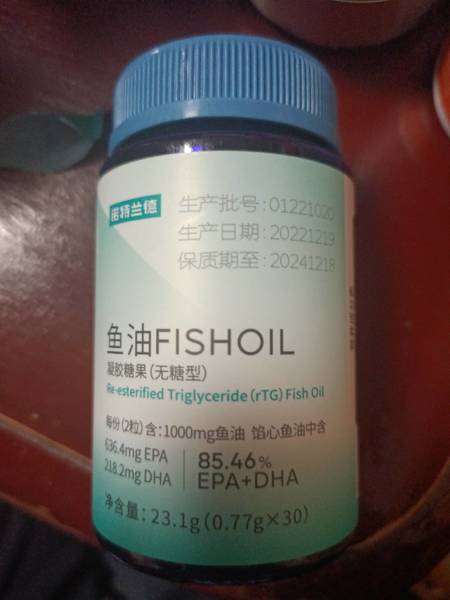 诺特兰德
生产批号:01221020
生产日期:20221219
保质期至:20241218
鱼油FISHOIL
凝胶糖果(无糖型)
Re-esterified Triglyceride (rTG) Fish Oil
每份(2粒)含:1000mg鱼油 馅心鱼油中含
636.4mg EPA
218.2mg DHA
85.46%
EPA+DHA
净含量: 23.1g(0.77g×30)